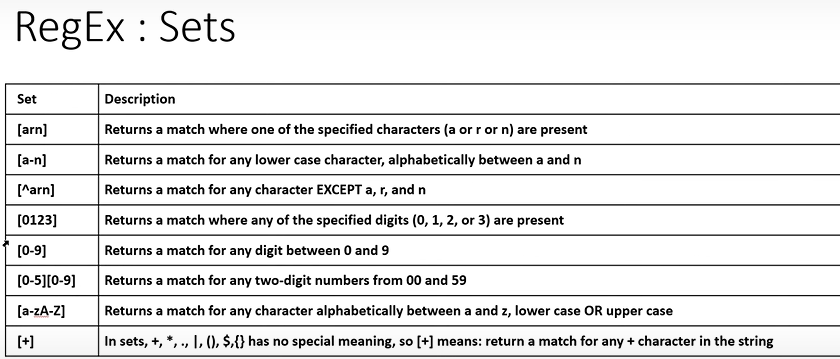 RegEx : Sets
Set Description
[arn] Returns a match where one of the specified characters (a or r or n) are present
[a-n] Returns a match for any lower case character, alphabetically between a and n
[^arn] Returns a match for any character EXCEPT a, r, and n
[0123] Returns a match where any of the specified digits (0, 1, 2, or 3) are present
[0-9] Returns a match for any digit between 0 and 9
[0-5][0-9] Returns a match for any two-digit numbers from 00 and 59
[a-zA-Z] Returns a match for any character alphabetically between a and z, lower case OR upper case
[+] In sets, +, *, ., |, (), $,{} has no special meaning, so [+] means: return a match for any + character in the string